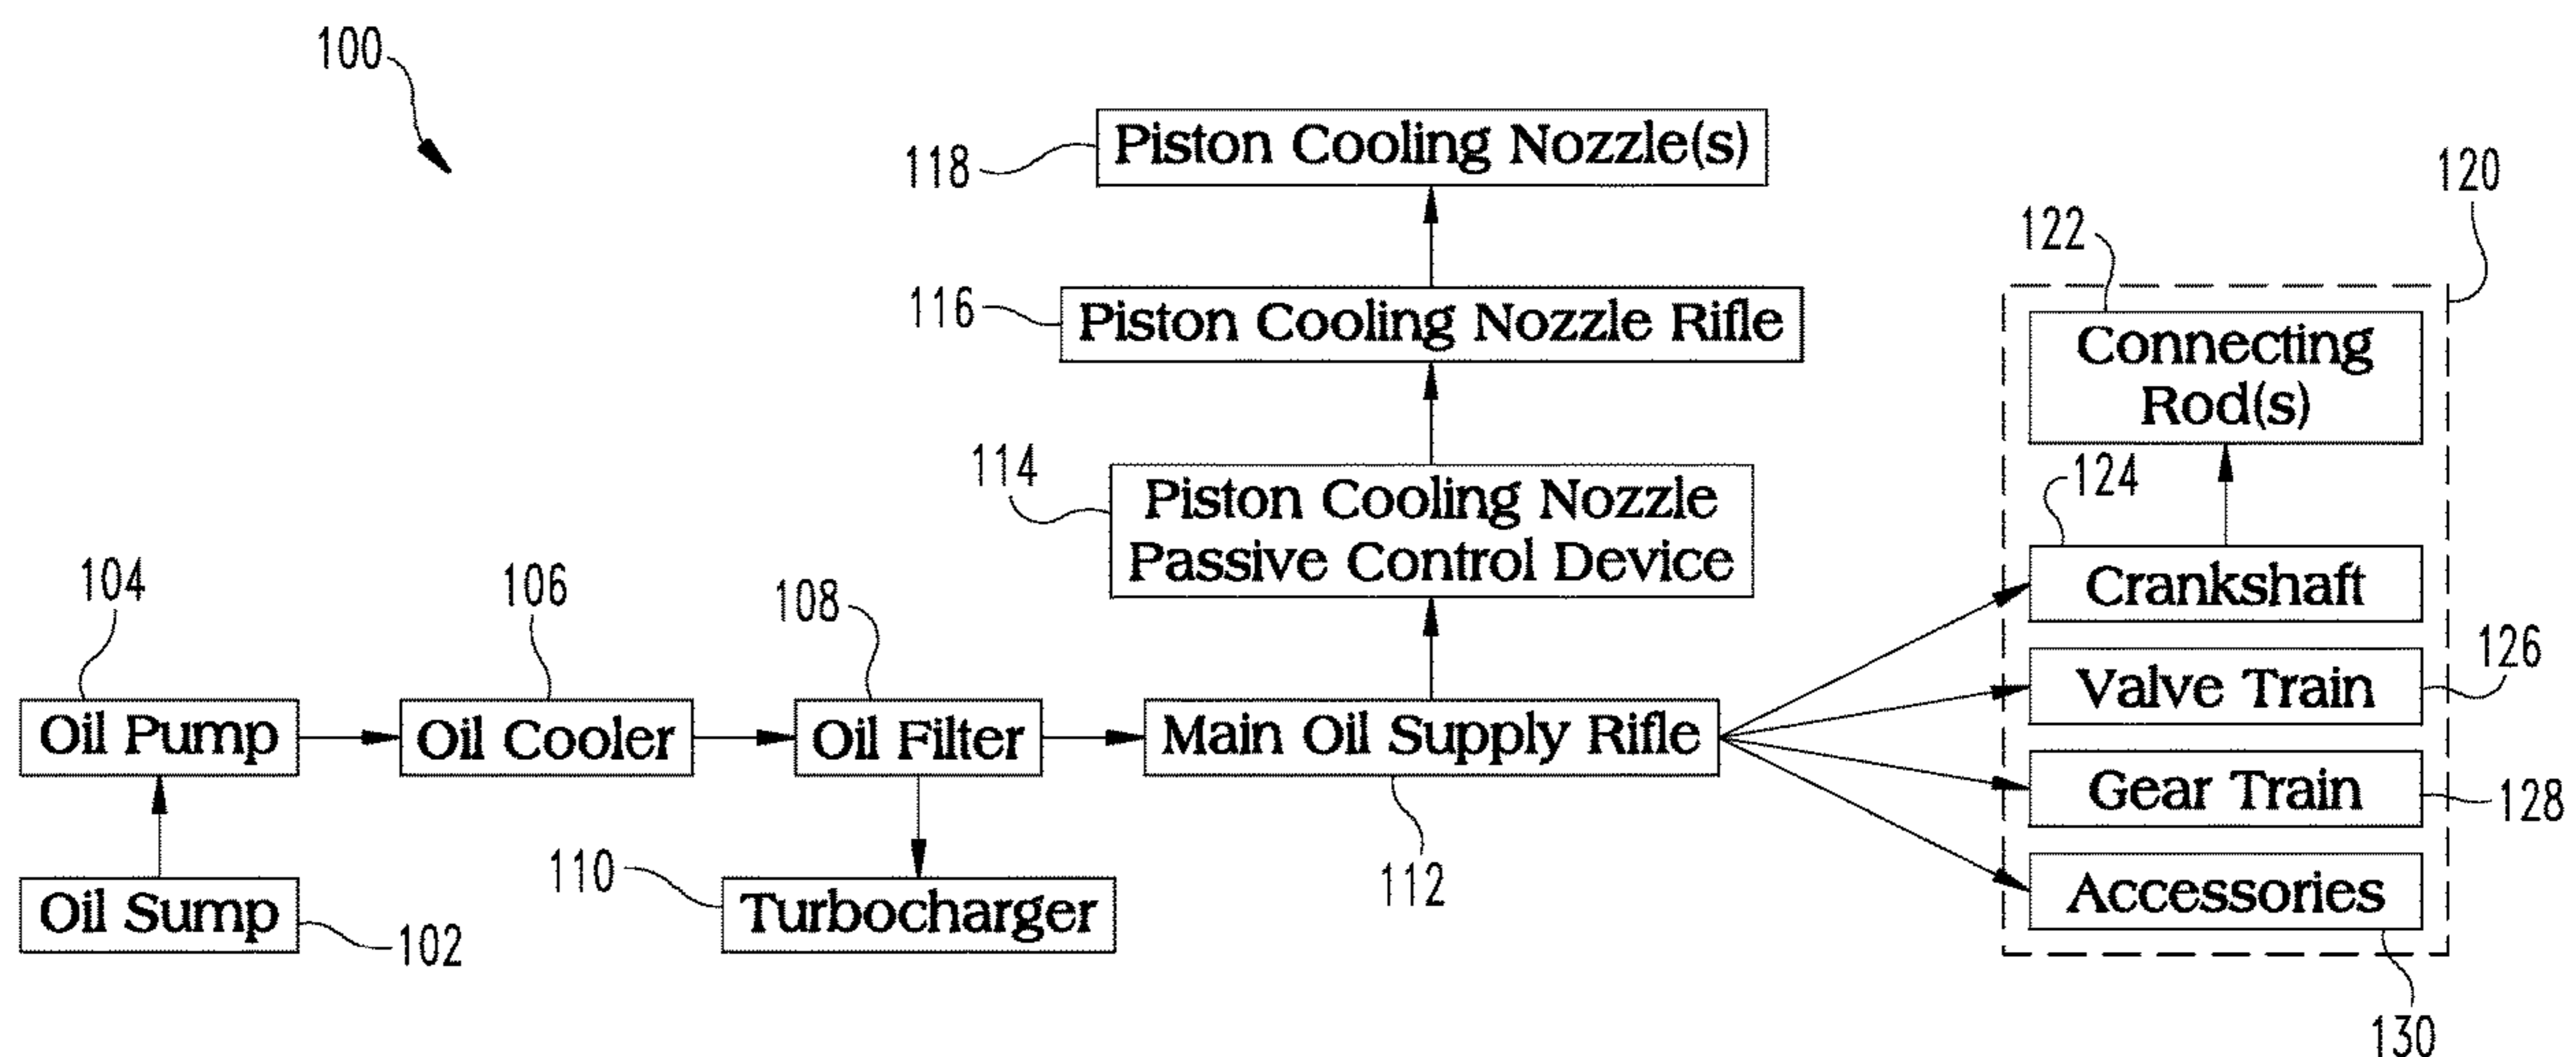 100
118
Piston Cooling Nozzle(s)
120
122
116
Piston Cooling Nozzle Rifle
Connecting
Rod(s)
114
Piston Cooling Nozzle
Passive Control Device
124
Crankshaft
104
106
108
126
Valve Train
Oil Pump
Oil Cooler
Oil Filter
Main Oil Supply Rifle
Gear Train
128
Oil Sump
102
110
Turbocharger
112
Accessories
130